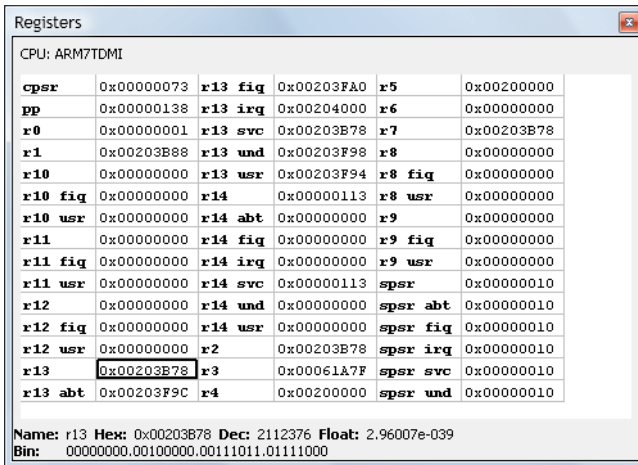 Registers
CPU: ARM7TDMI
cpsr 0x00000073 r13 fiq 0x00203FA0 r5 0x00200000
pp 0x00000138 r13 irq 0x00204000 r6 0x00000000
r0 0x00000001 r13 svc 0x00203B78 r7 0x00203B78
r1 0x00203B88 r13 und 0x00203F98 r8 0x00000000
r10 0x00000000 r13 usr 0x00203F94 r8 fiq 0x00000000
r10 fiq 0x00000000 r14 0x00000113 r8 usr 0x00000000
r10 usr 0x00000000 r14 abt 0x00000000 r9 0x00000000
r11 0x00000000 r14 fiq 0x00000000 r9 fiq 0x00000000
r11 fiq 0x00000000 r14 irq 0x00000000 r9 usr 0x00000000
r11 usr 0x00000000 r14 svc 0x00000113 spsr 0x00000010
r12 0x00000000 r14 und 0x00000000 spsr abt 0x00000010
r12 fiq 0x00000000 r14 usr 0x00000000 spsr fiq 0x00000010
r12 usr 0x00000000 r2 0x00203B78 spsr irq 0x00000010
r13 0x00203B78 r3 0x00061A7F spsr svc 0x00000010
r13 abt 0x00203F9C r4 0x00200000 spsr und 0x00000010
Name: r13 Hex: 0x00203B78 Dec: 2112376 Float: 2.96007e-039
Bin: 00000000.00100000.00111011.01111000